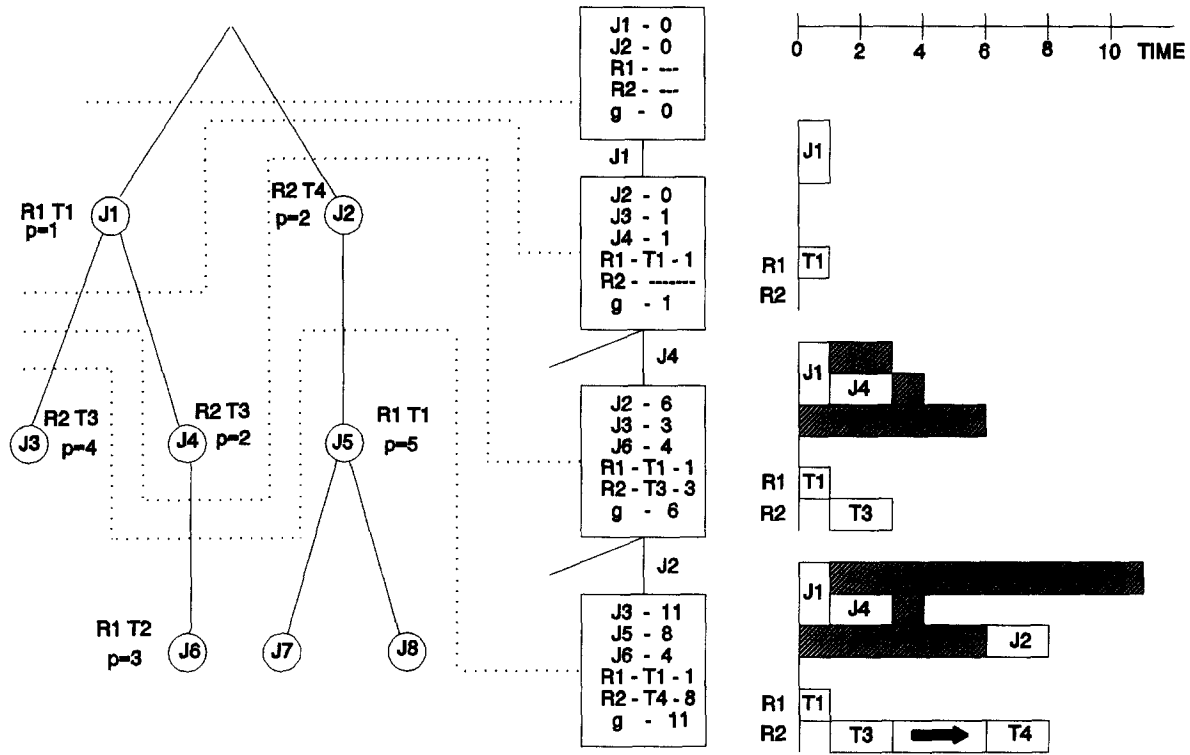 R1 T1
p=1
J1
R2 T4
p=2
J2
J3
R2 T3
p=4
J4
R2 T3
p=2
J5
R1 T1
p=5
R1 T2
p=3
J6
J7
J8
J1 - 0
J2 - 0
R1 - ---
R2 - ---
g - 0
J1
J2 - 0
J3 - 1
J4 - 1
R1 - T1 - 1
R2 - -------
g - 1
J4
J2 - 6
J3 - 3
J6 - 4
R1 - T1 - 1
R2 - T3 - 3
g - 6
J2
J3 - 11
J5 - 8
J6 - 4
R1 - T1 - 1
R2 - T4 - 8
g - 11
0 2 4 6 8 10 TIME
J1
R1 T1
R2
J1
J4
R1 T1
R2 T3
J1
J4
J2
R1 T1
R2 T3 T4